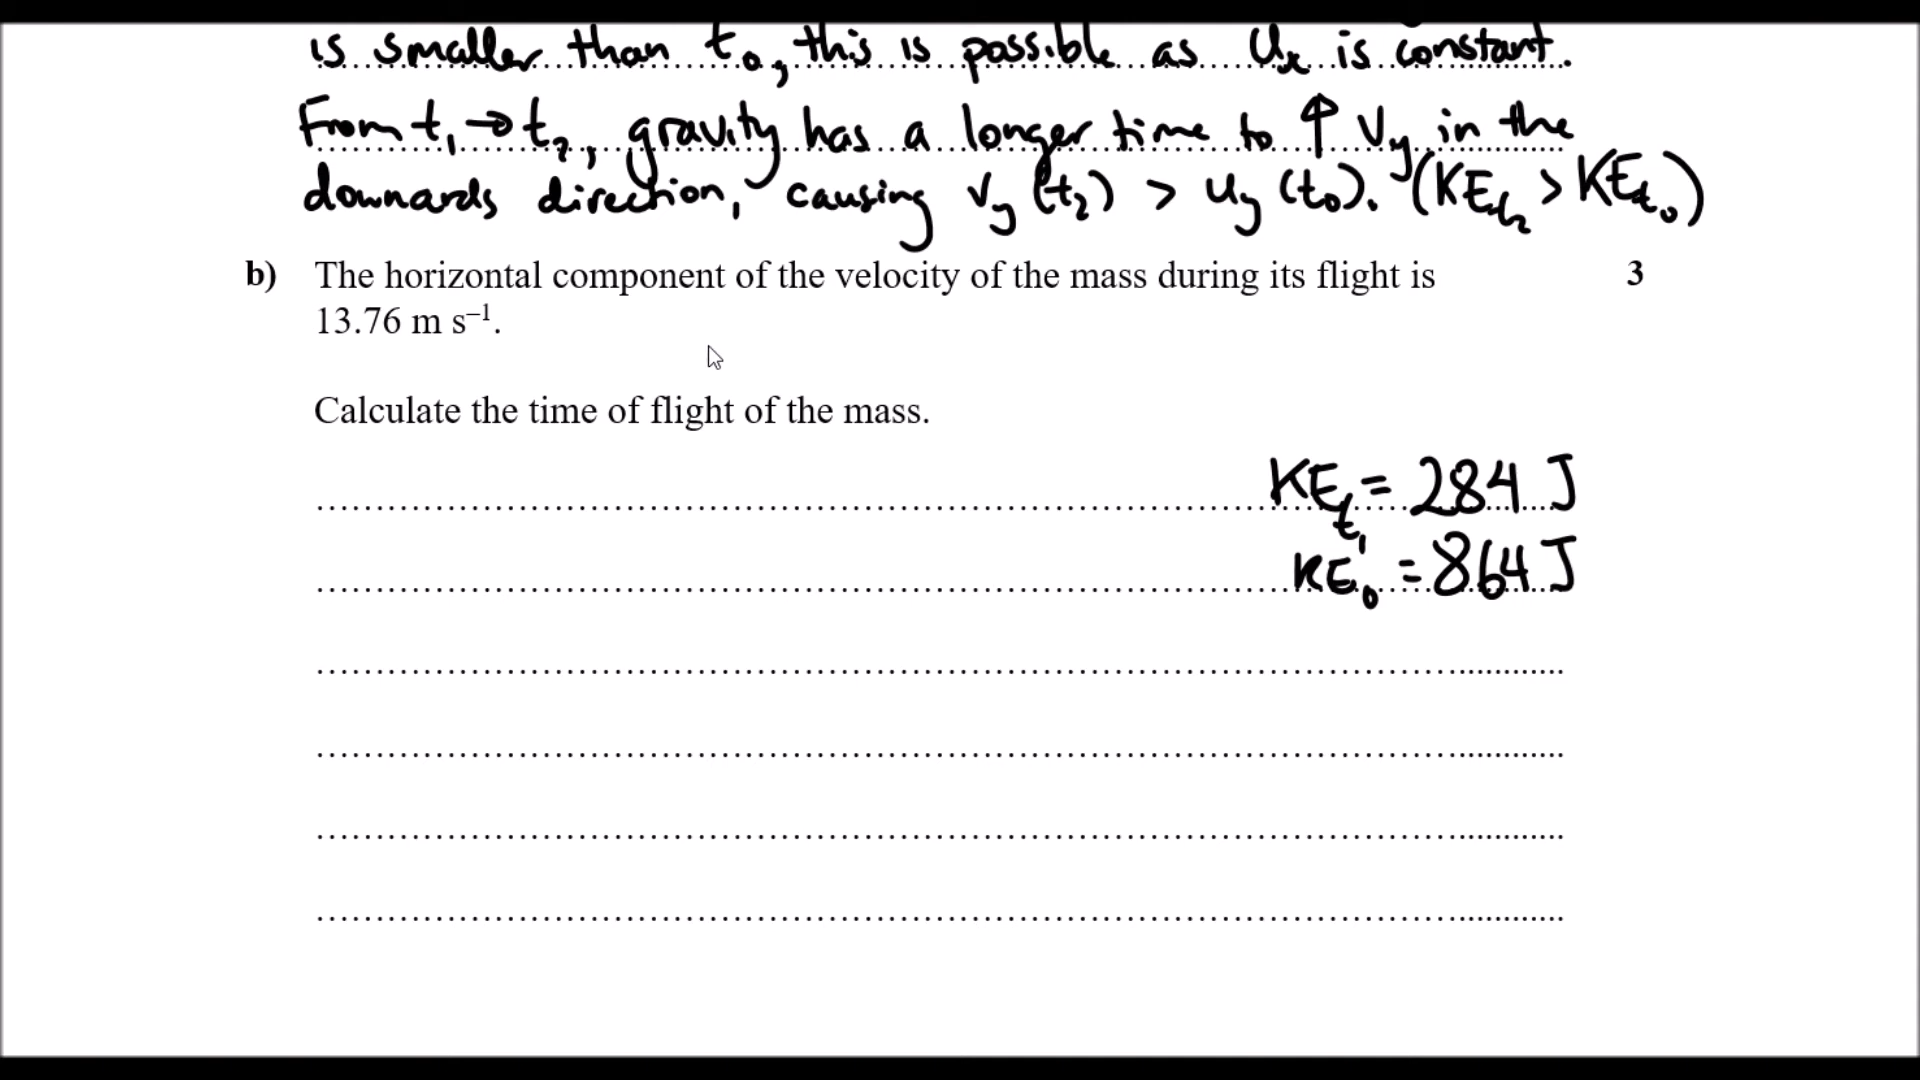 is smaller than t₀, this is possible as Uₓ is constant.
From t₁ → t₂, gravity has a longer time to ↑ Vy in the
downards direction, causing Vy (t₂) > Uy (t₀). (KEt₂ > KEt₀)
b) The horizontal component of the velocity of the mass during its flight is 3
13.76 m s⁻¹.
Calculate the time of flight of the mass.
KEt₁ = 284 J
KE₀ = 864 J